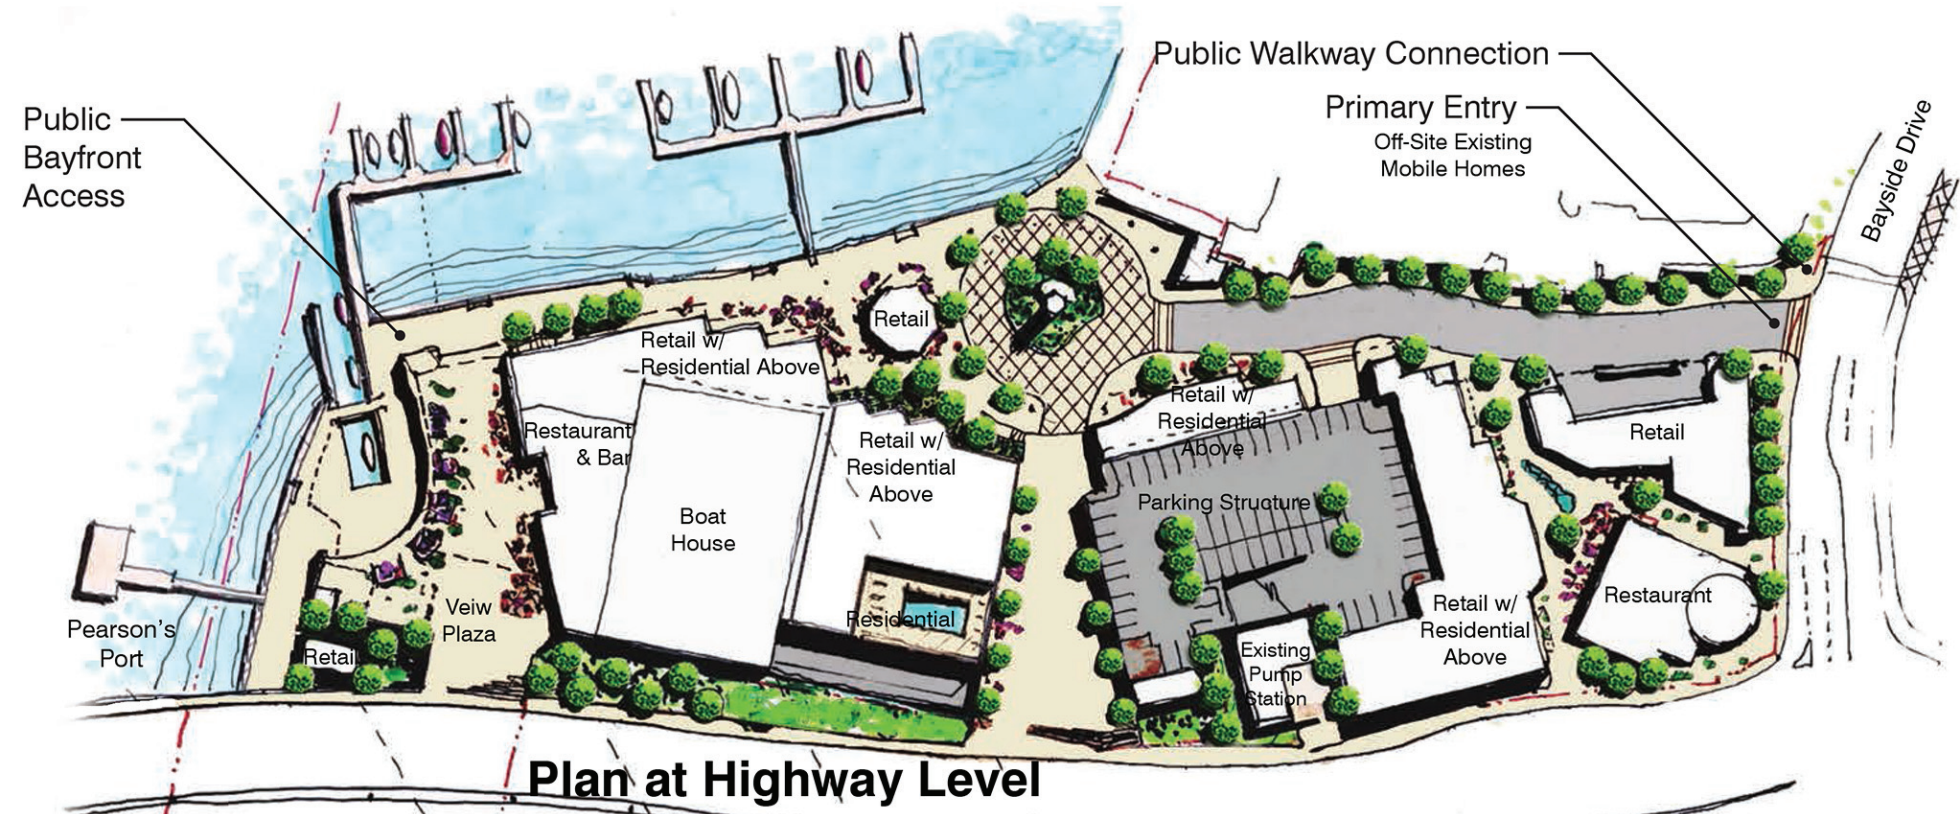 Public Walkway Connection
Primary Entry
Off-Site Existing
Mobile Homes
Bayside Drive
Public
Bayfront
Access
Retail
Retail w/
Residential Above
Restaurant
& Bar
Boat
House
Retail w/
Residential
Above
Residential
Retail w/
Residential
Above
Parking Structure
Retail
Restaurant
Retail w/
Residential
Above
Existing
Pump
Station
Veiw
Plaza
Retail
Pearson's
Port
Plan at Highway Level